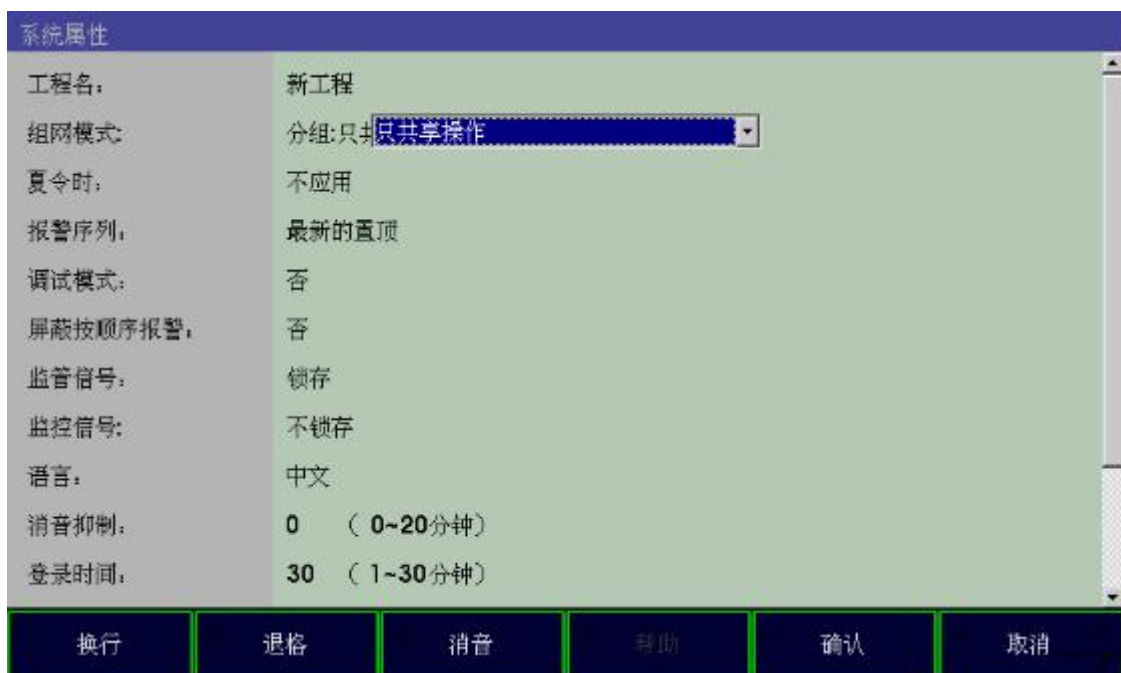 系统属性
工程名: 新工程
组网模式: 分组:只共 只共享操作
夏令时: 不应用
报警序列: 最新的置顶
调试模式: 否
屏蔽按顺序报警: 否
监管信号: 锁存
监控信号: 不锁存
语言: 中文
消音抑制: 0 ( 0~20分钟)
登录时间: 30 ( 1~30分钟)
换行 退格 消音 帮助 确认 取消